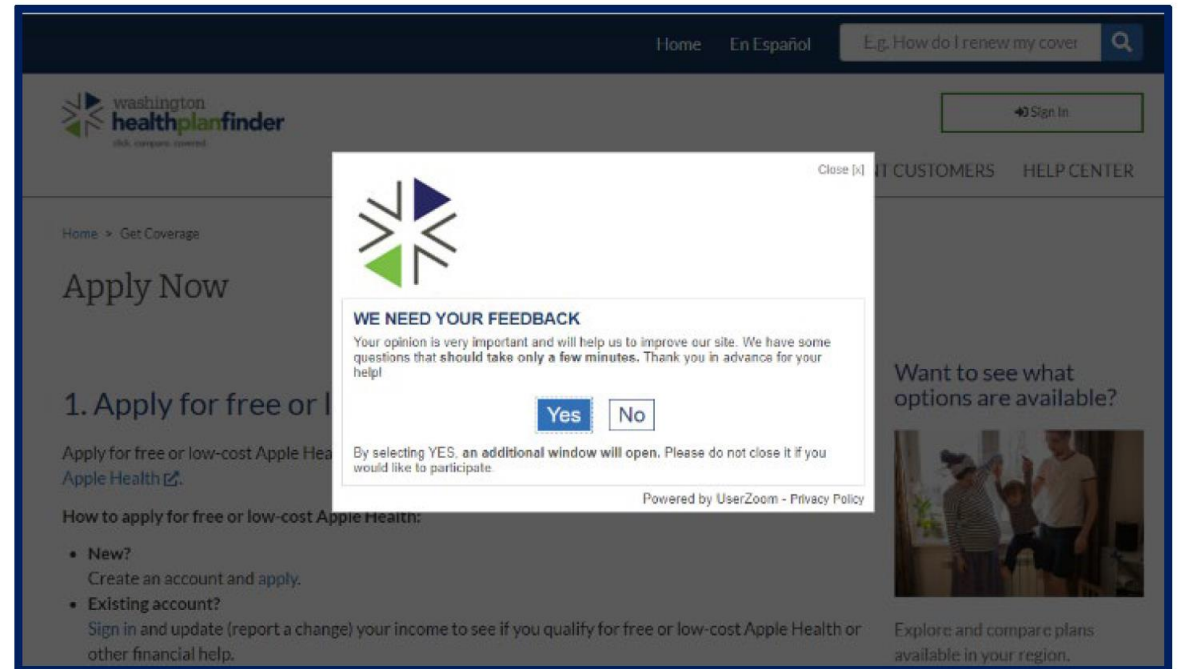 Home En Español E.g. How do I renew my cover
washington
healthplanfinder
click. compare. covered.
Sign In
Close [x]
T CUSTOMERS HELP CENTER
Home > Get Coverage
Apply Now
WE NEED YOUR FEEDBACK
Your opinion is very important and will help us to improve our site. We have some
questions that should take only a few minutes. Thank you in advance for your
help!
Yes No
By selecting YES, an additional window will open. Please do not close it if you
would like to participate.
Powered by UserZoom - Privacy Policy
1. Apply for free or l
Apply for free or low-cost Apple Hea
Apple Health
How to apply for free or low-cost Apple Health:
• New?
Create an account and apply.
• Existing account?
Sign in and update (report a change) your income to see if you qualify for free or low-cost Apple Health or
other financial help.
Want to see what
options are available?
Explore and compare plans
available in your region.